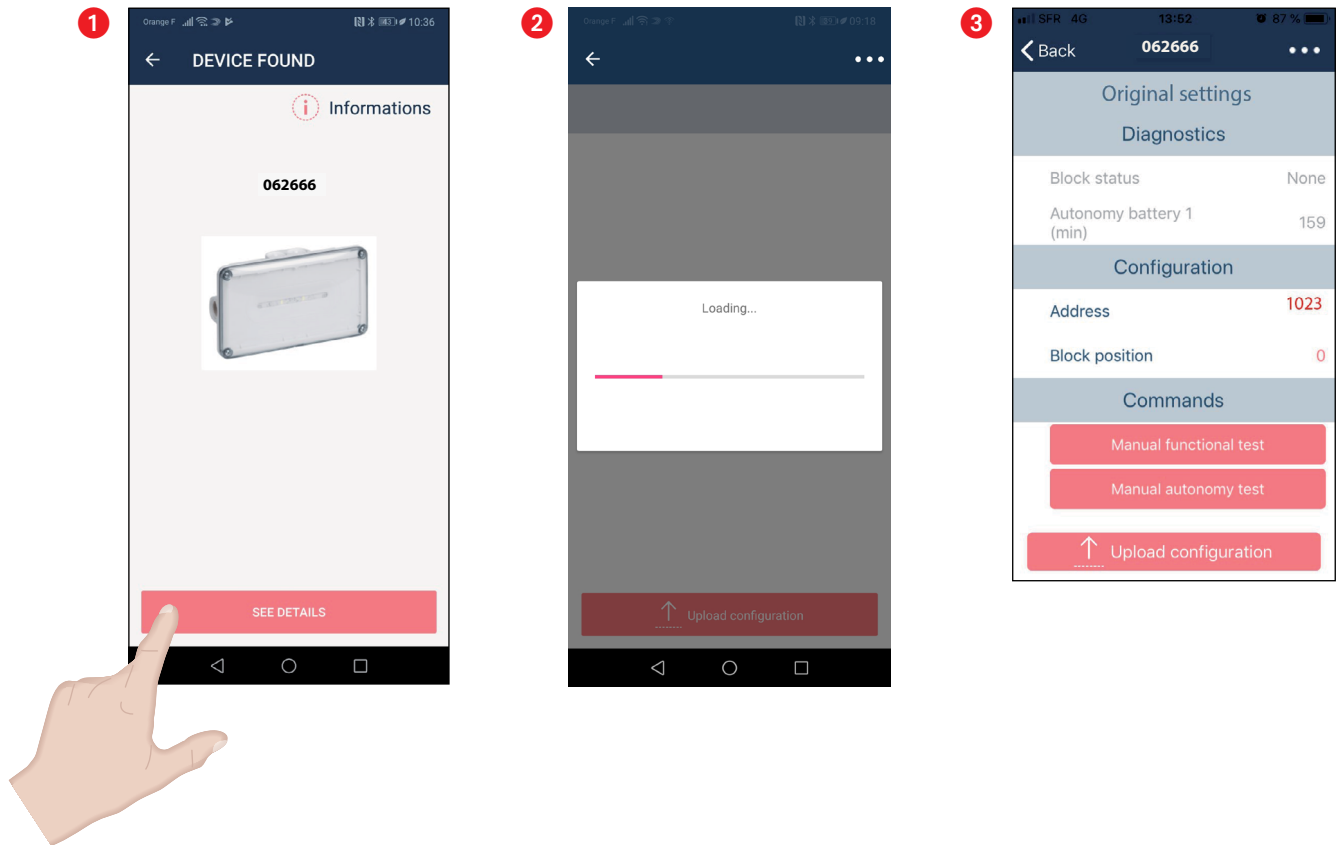 1
Orange F 43 10:36
DEVICE FOUND
i Informations
062666
SEE DETAILS
2
Orange F 09:18
Loading...
Upload configuration
3
SFR 4G 13:52 87 %
Back 062666
Original settings
Diagnostics
Block status None
Autonomy battery 1
(min) 159
Configuration
Address 1023
Block position 0
Commands
Manual functional test
Manual autonomy test
Upload configuration